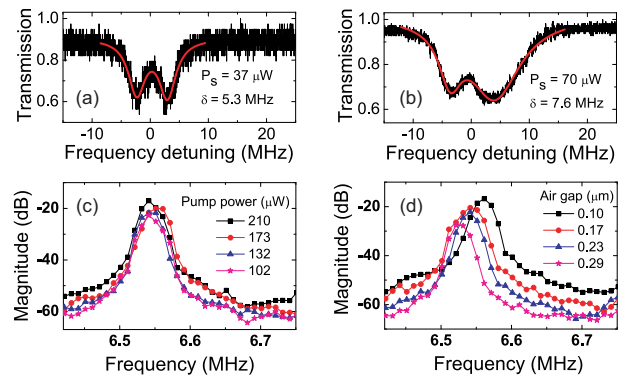 1.0
0.8
0.6
Transmission
(a)
P_S = 37 μW
δ = 5.3 MHz
-10 0 10 20
Frequency detuning (MHz)
1.00
0.75
0.50
Transmission
(b)
P_S = 70 μW
δ = 7.6 MHz
-10 0 10 20
Frequency detuning (MHz)
-20
-40
-60
Magnitude (dB)
(c)
Pump power (μW)
210
173
132
102
6.5 6.6 6.7
Frequency (MHz)
-20
-40
-60
Magnitude (dB)
(d)
Air gap (μm)
0.10
0.17
0.23
0.29
6.5 6.6 6.7
Frequency (MHz)